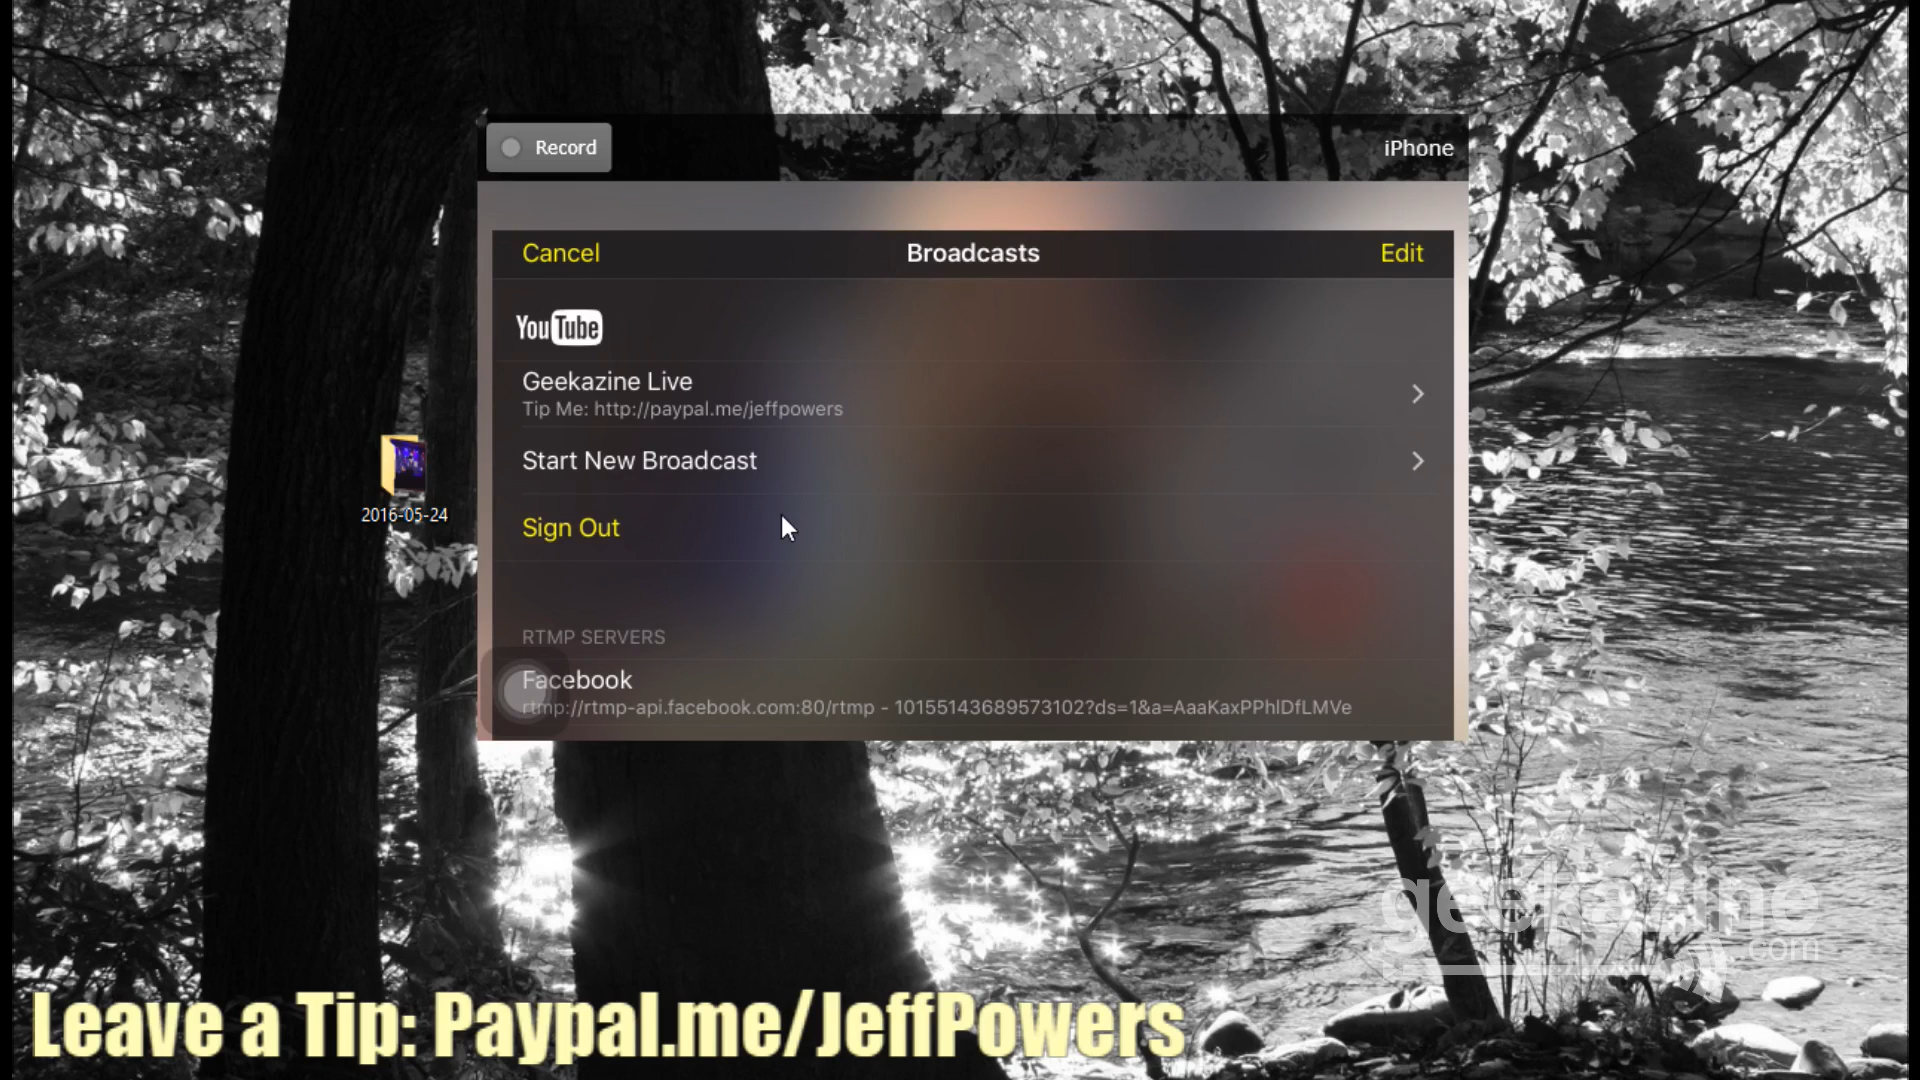 Record
iPhone
Cancel
Broadcasts
Edit
YouTube
Geekazine Live
Tip Me: http://paypal.me/jeffpowers
Start New Broadcast
2016-05-24
Sign Out
RTMP SERVERS
Facebook
rtmp://rtmp-api.facebook.com:80/rtmp - 10155143689573102?ds=1&a=AaaKaxPPhlDfLMVe
geekazine
.com
Leave a Tip: Paypal.me/JeffPowers